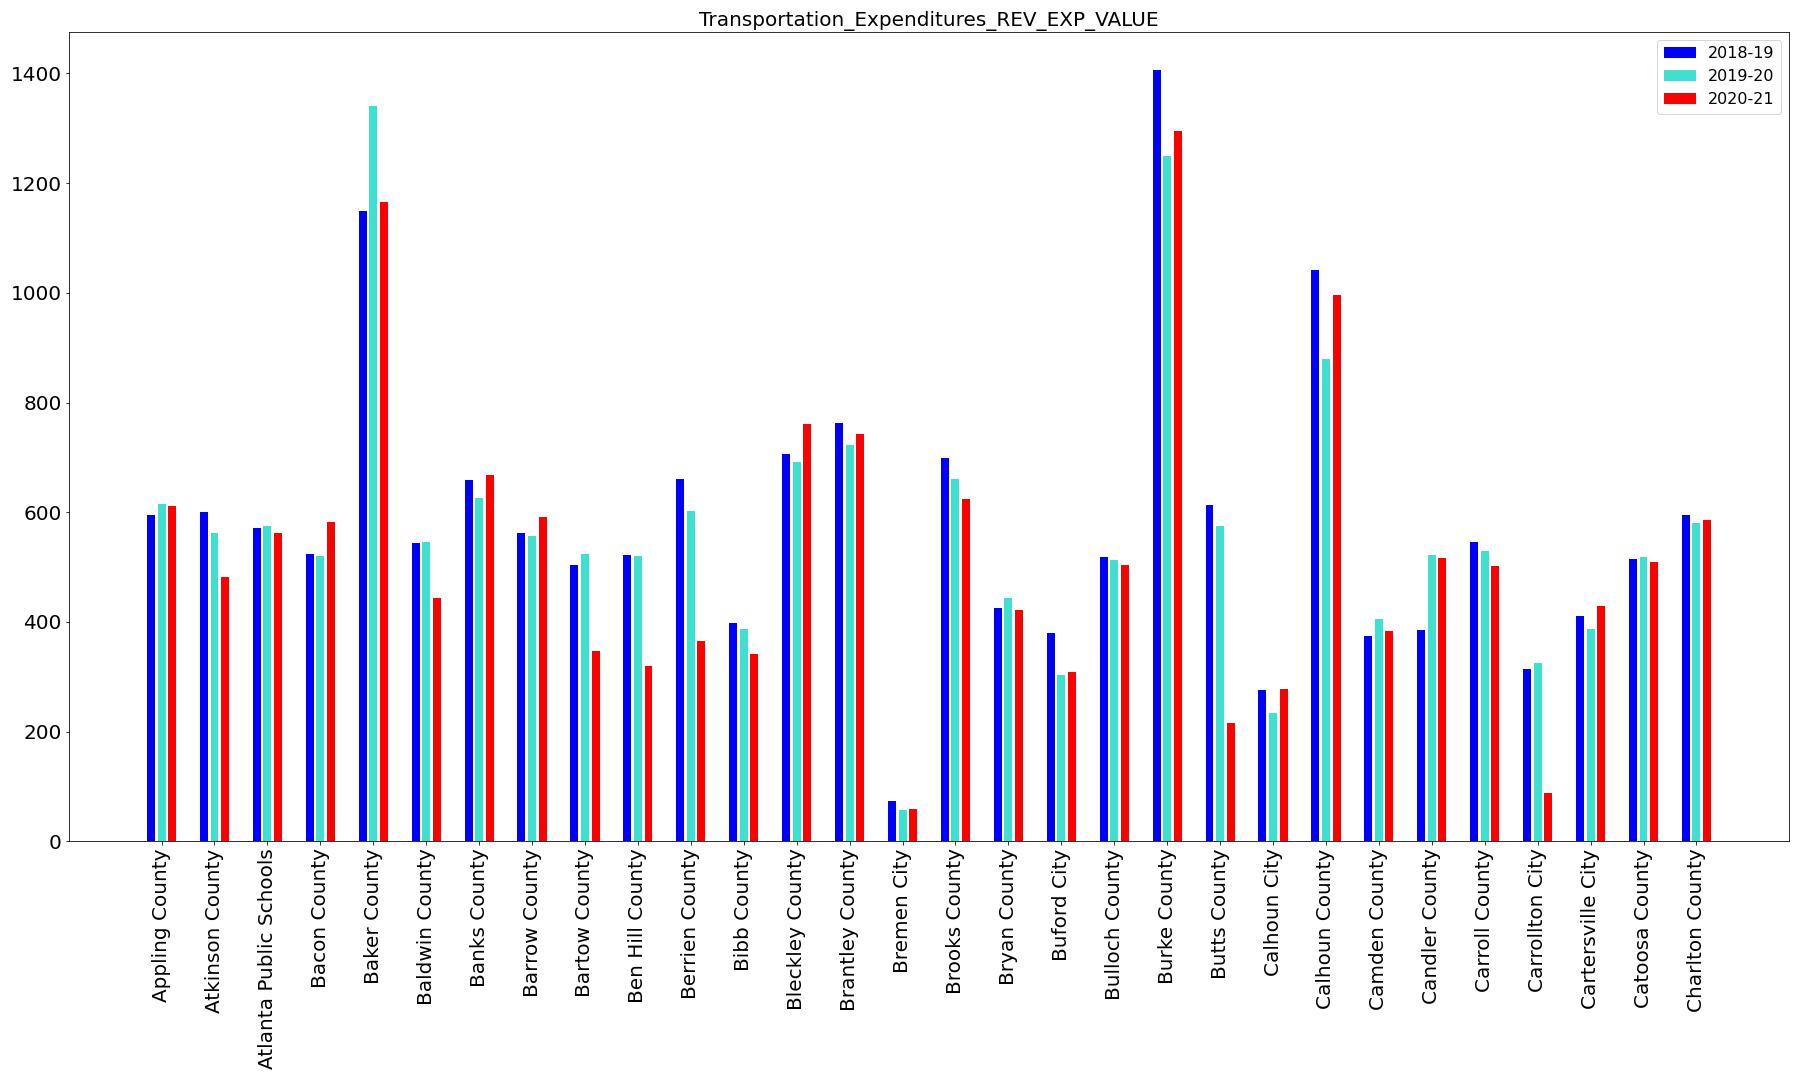 Transportation_Expenditures_REV_EXP_VALUE
2018-19
2019-20
2020-21
1400
1200
1000
800
600
400
200
0
Appling County
Atkinson County
Atlanta Public Schools
Bacon County
Baker County
Baldwin County
Banks County
Barrow County
Bartow County
Ben Hill County
Berrien County
Bibb County
Bleckley County
Brantley County
Bremen City
Brooks County
Bryan County
Buford City
Bulloch County
Burke County
Butts County
Calhoun City
Calhoun County
Camden County
Candler County
Carroll County
Carrollton City
Cartersville City
Catoosa County
Charlton County